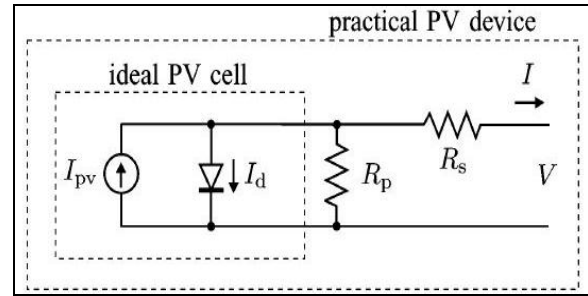 practical PV device
ideal PV cell
I
I_pv
I_d
R_p
R_s
V